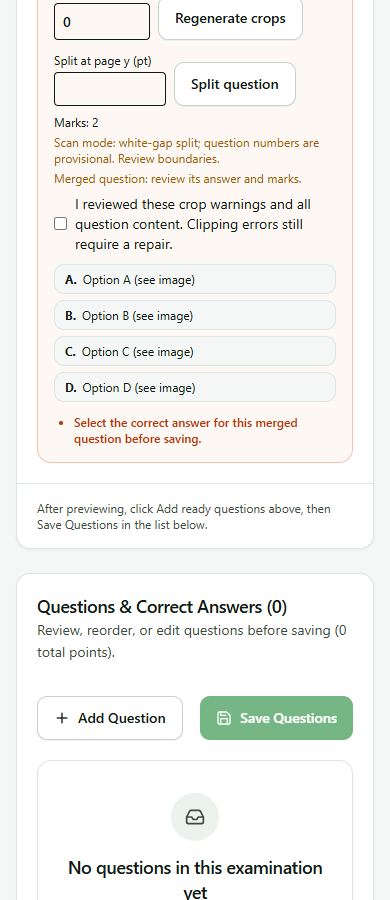 0
Regenerate crops
Split at page y (pt)
Split question
Marks: 2
Scan mode: white-gap split; question numbers are
provisional. Review boundaries.
Merged question: review its answer and marks.
I reviewed these crop warnings and all
question content. Clipping errors still
require a repair.
A. Option A (see image)
B. Option B (see image)
C. Option C (see image)
D. Option D (see image)
• Select the correct answer for this merged
question before saving.
After previewing, click Add ready questions above, then
Save Questions in the list below.
Questions & Correct Answers (0)
Review, reorder, or edit questions before saving (0
total points).
+ Add Question
Save Questions
No questions in this examination
yet